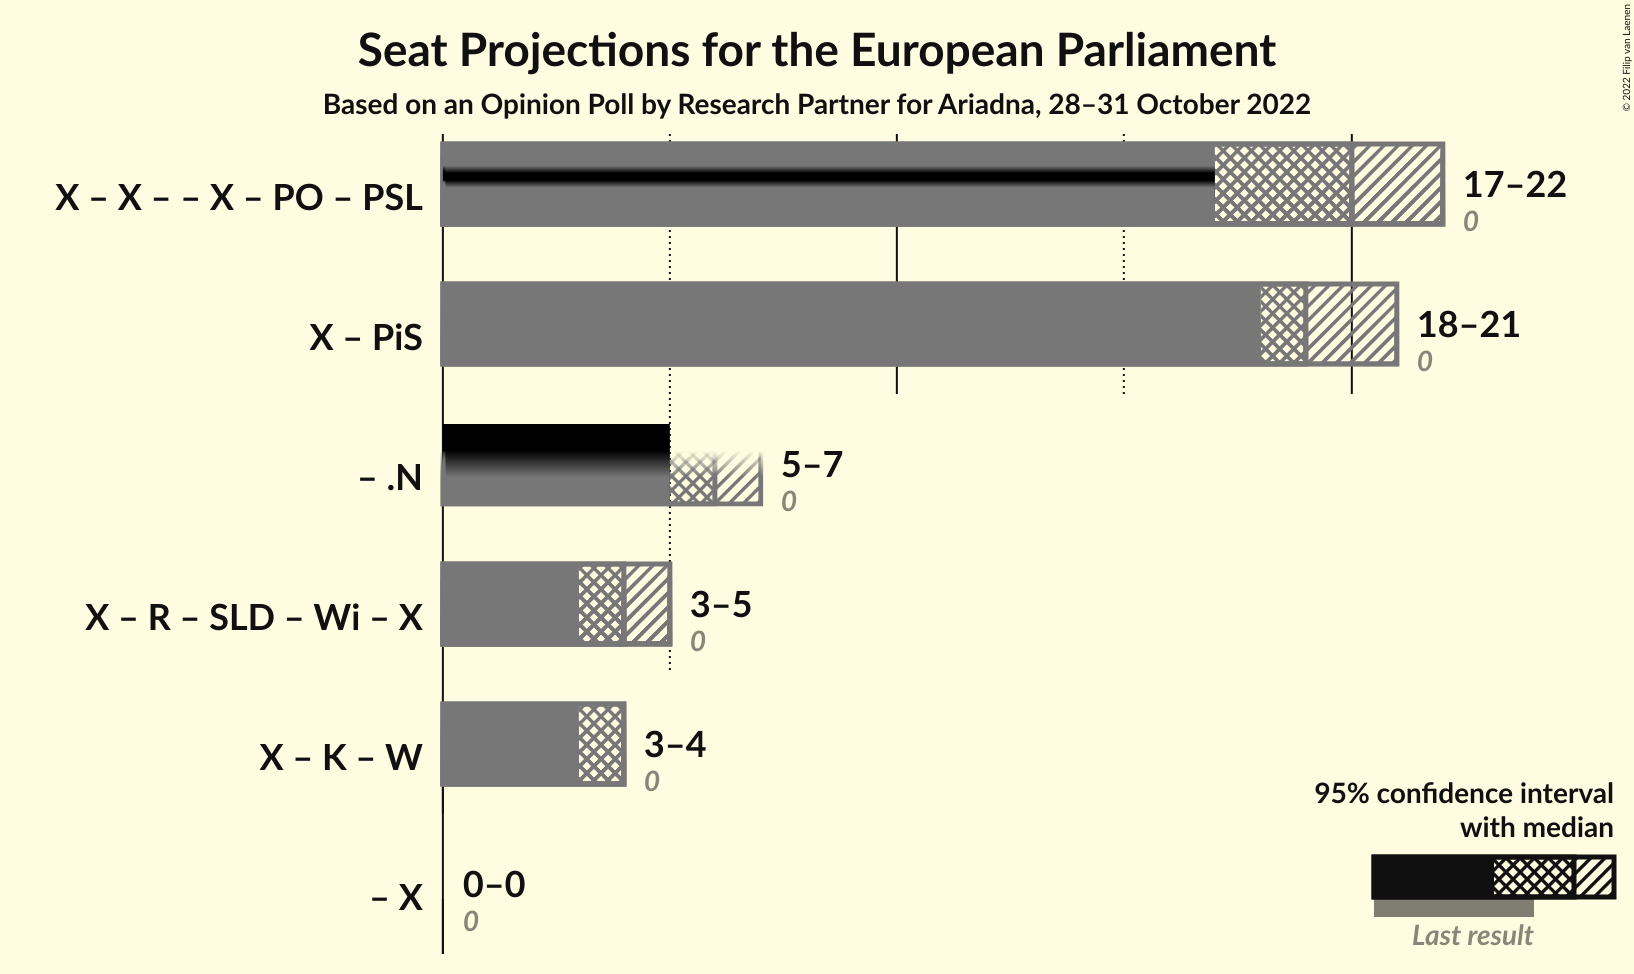 Seat Projections for the European Parliament
Based on an Opinion Poll by Research Partner for Ariadna, 28–31 October 2022
© 2022 Filip van Laenen
X – X – – X – PO – PSL
17–22
0
X – PiS
18–21
0
– .N
5–7
0
X – R – SLD – Wi – X
3–5
0
X – K – W
3–4
0
– X
0–0
0
95% confidence interval
with median
Last result